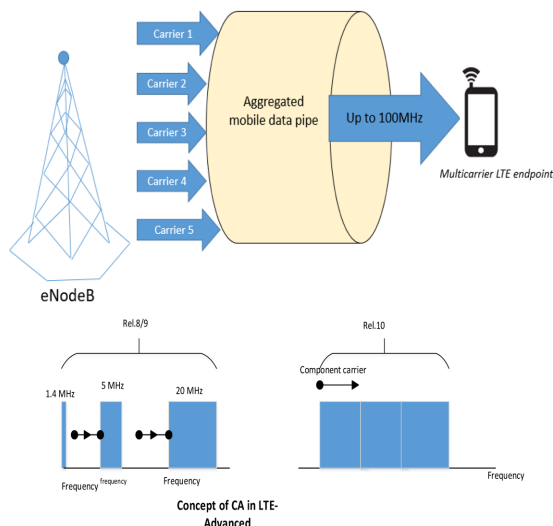 Carrier 1
Carrier 2
Carrier 3
Carrier 4
Carrier 5
Aggregated
mobile data pipe
Up to 100MHz
Multicarrier LTE endpoint
eNodeB
Rel.8/9
Rel.10
1.4 MHz
5 MHz
20 MHz
Component carrier
Frequency
frequency
Frequency
Frequency
Concept of CA in LTE-
Advanced